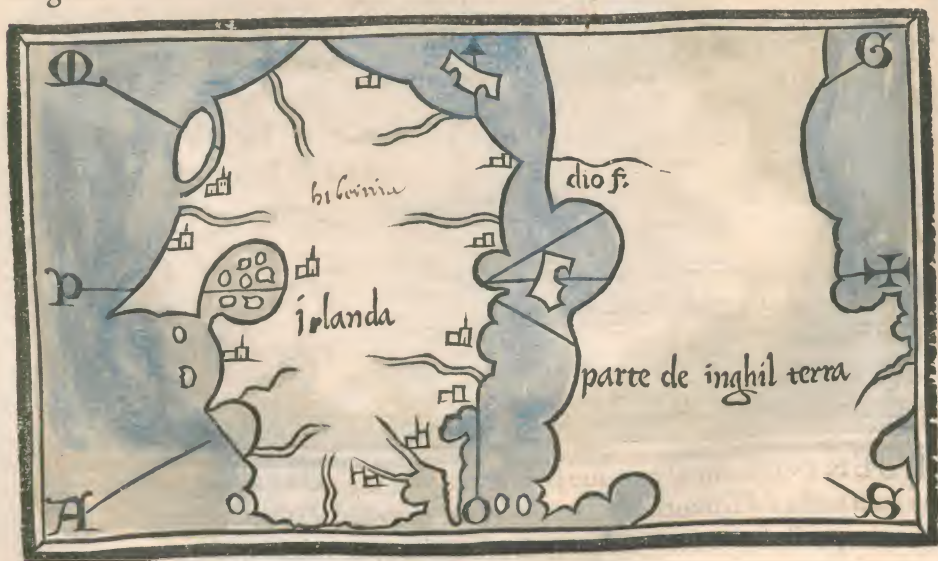 M G
dio f:
hibernia
P
irlanda
parte de inghil terra
A S